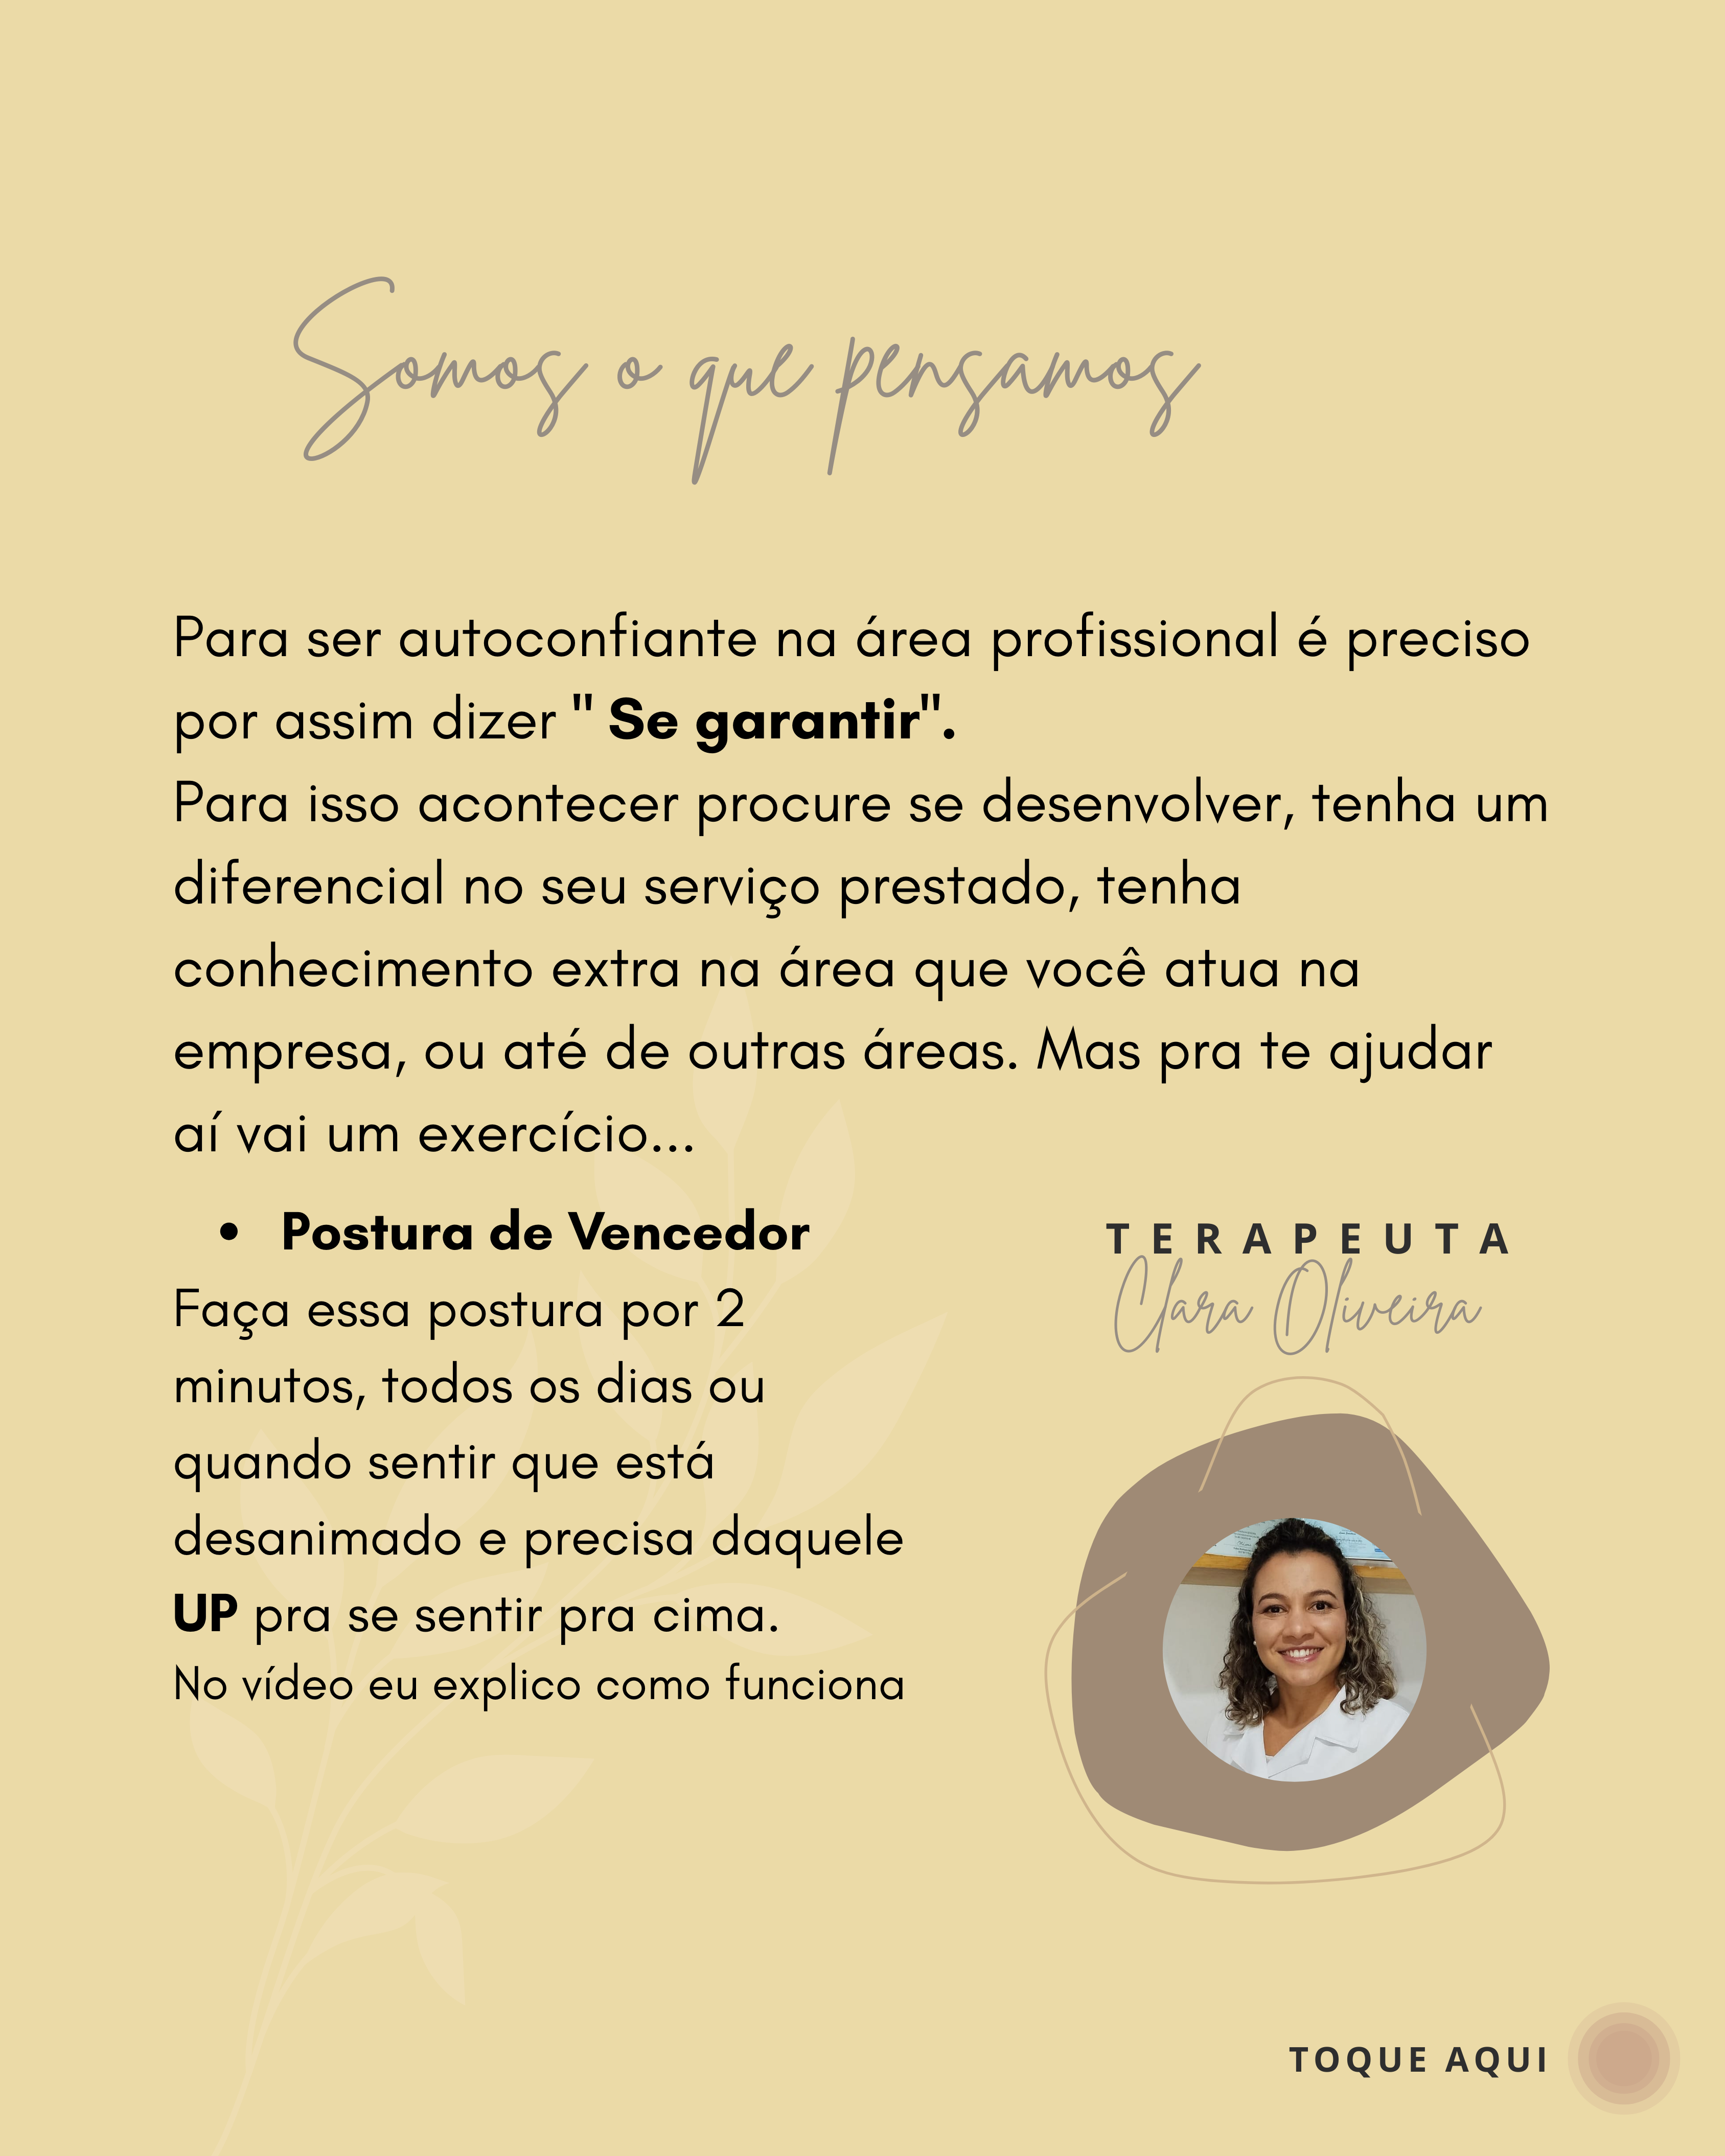 Somos o que pensamos
Para ser autoconfiante na área profissional é preciso
por assim dizer " Se garantir".
Para isso acontecer procure se desenvolver, tenha um
diferencial no seu serviço prestado, tenha
conhecimento extra na área que você atua na
empresa, ou até de outras áreas. Mas pra te ajudar
aí vai um exercício...
• Postura de Vencedor
Faça essa postura por 2
minutos, todos os dias ou
quando sentir que está
desanimado e precisa daquele
UP pra se sentir pra cima.
No vídeo eu explico como funciona
TERAPEUTA
Clara Oliveira
TOQUE AQUI